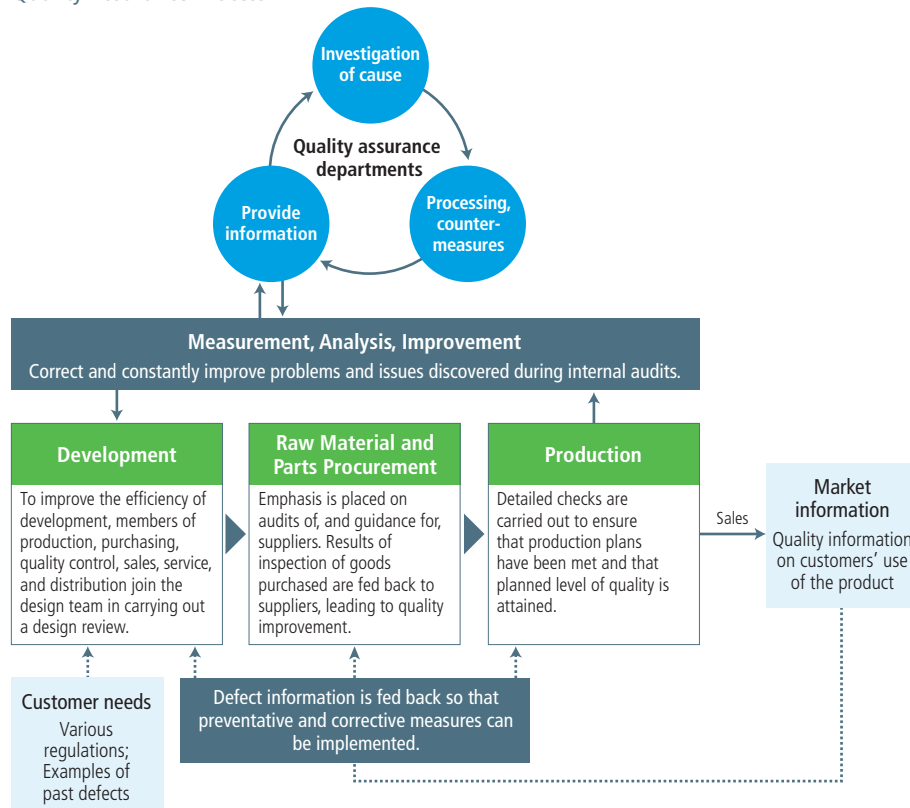 Investigation
of cause
Quality assurance
departments
Provide
information
Processing,
counter-
measures
Measurement, Analysis, Improvement
Correct and constantly improve problems and issues discovered during internal audits.
Development
To improve the efficiency of
development, members of
production, purchasing,
quality control, sales, service,
and distribution join the
design team in carrying out
a design review.
Raw Material and
Parts Procurement
Emphasis is placed on
audits of, and guidance for,
suppliers. Results of
inspection of goods
purchased are fed back to
suppliers, leading to quality
improvement.
Production
Detailed checks are
carried out to ensure
that production plans
have been met and that
planned level of quality is
attained.
Sales
Market
information
Quality information
on customers’ use
of the product
Customer needs
Various
regulations;
Examples of
past defects
Defect information is fed back so that
preventative and corrective measures can
be implemented.